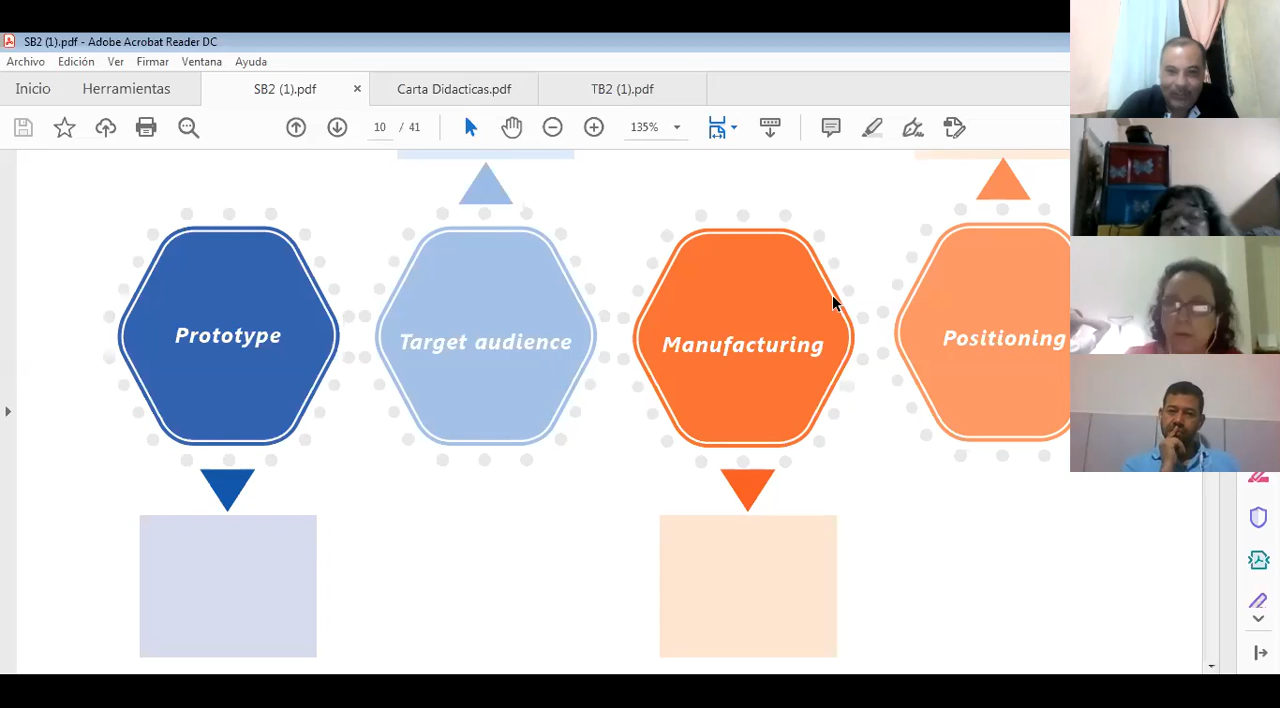 SB2 (1).pdf - Adobe Acrobat Reader DC
Archivo Edición Ver Firmar Ventana Ayuda
Inicio Herramientas SB2 (1).pdf × Carta Didacticas.pdf TB2 (1).pdf
10 / 41 135%
Prototype
Target audience
Manufacturing
Positioning